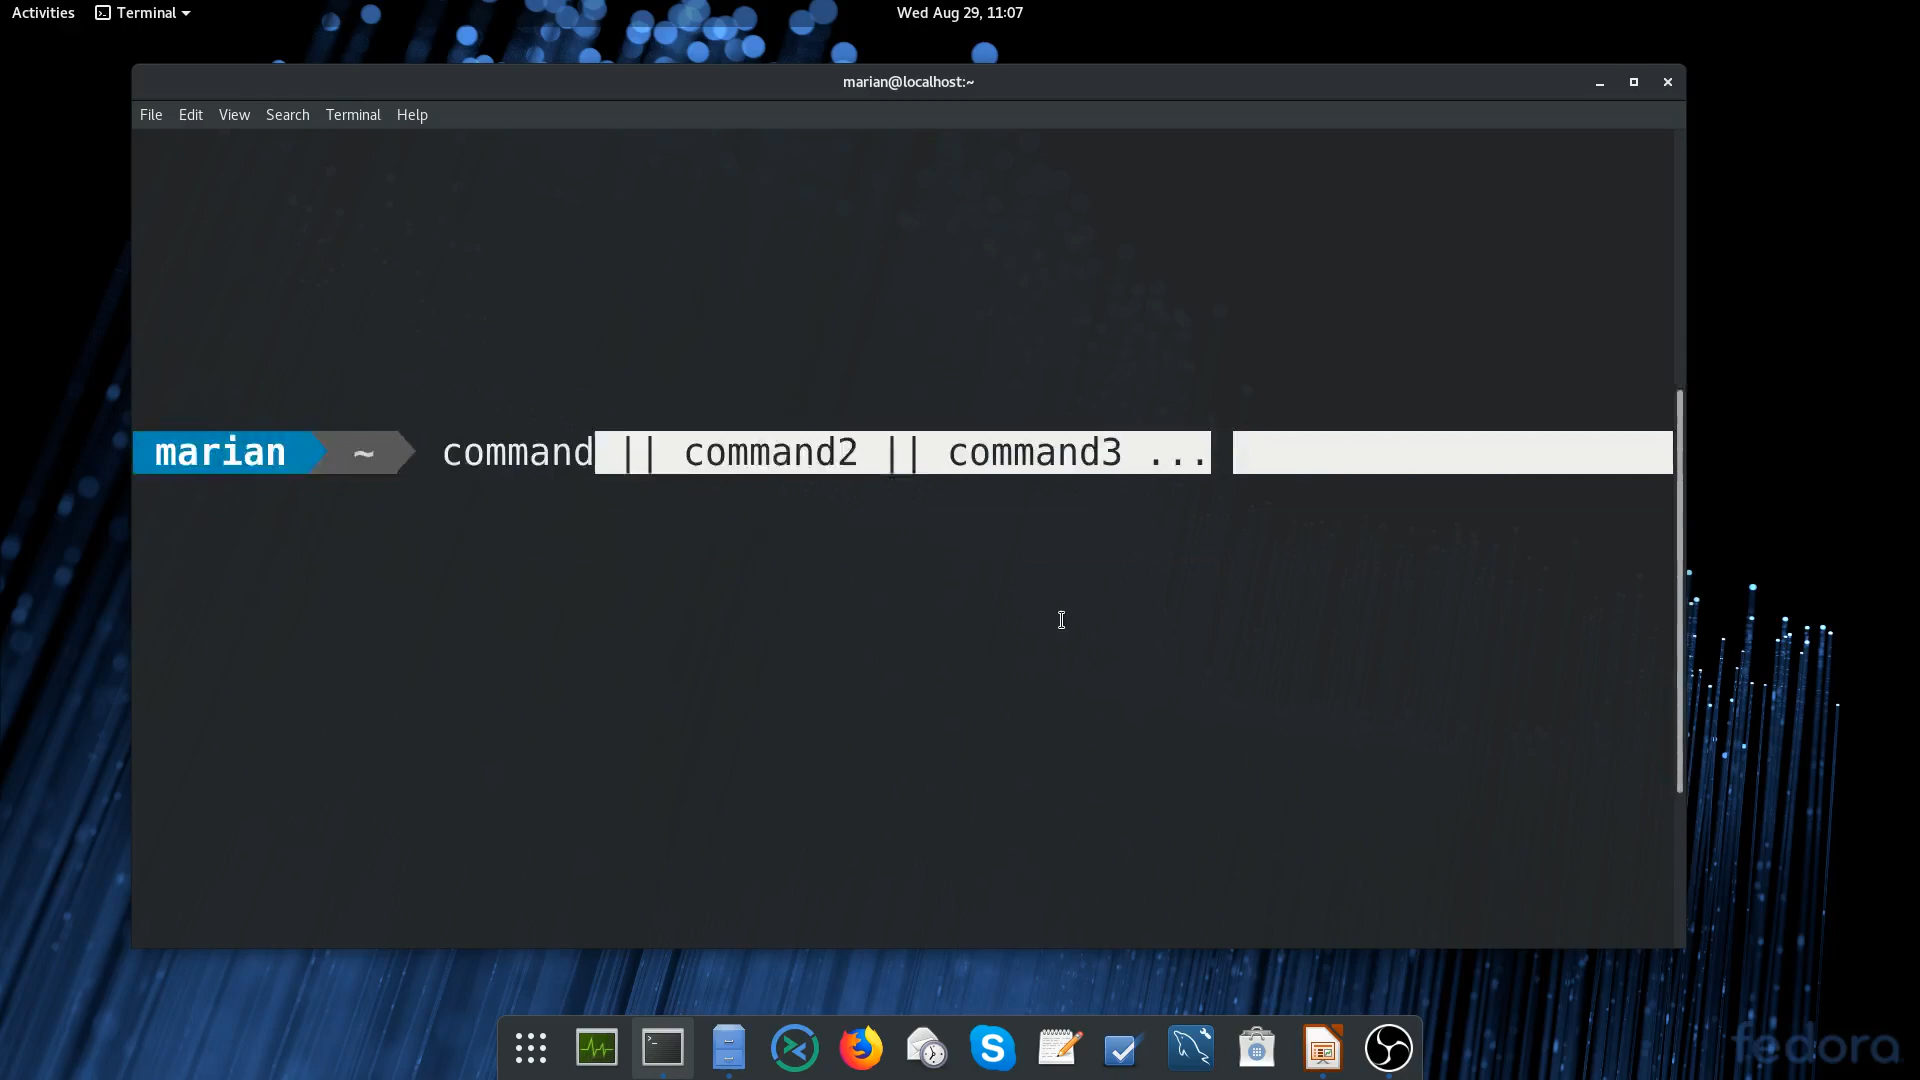 Activities Terminal Wed Aug 29, 11:07
marian@localhost:~
File Edit View Search Terminal Help
marian ~ command || command2 || command3 ...
fedora